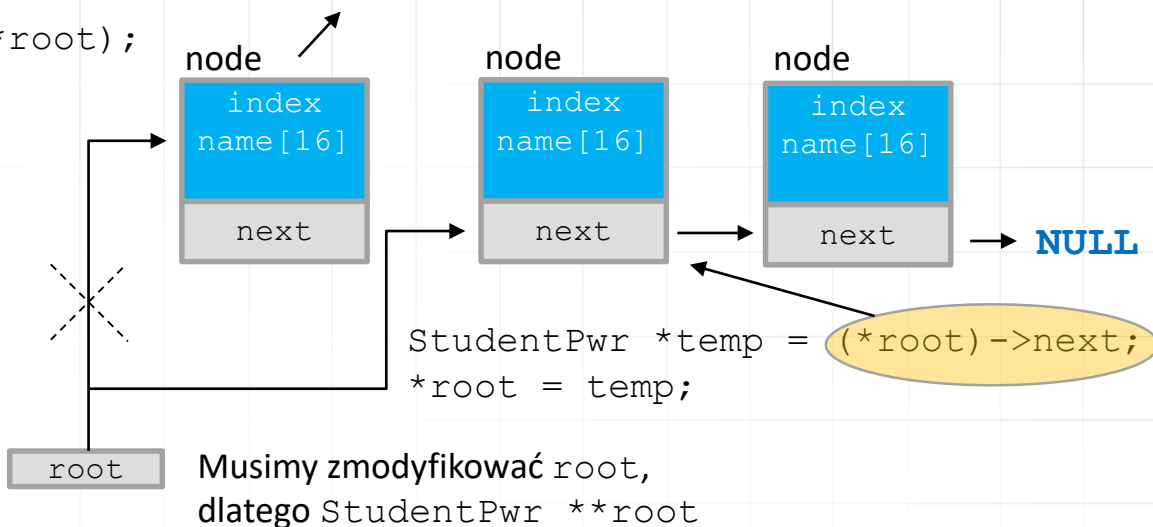 *root);
node
node
node
index
name[16]
next
index
name[16]
next
index
name[16]
next
NULL
StudentPwr *temp = (*root)->next;
*root = temp;
root
Musimy zmodyfikować root,
dlatego StudentPwr **root